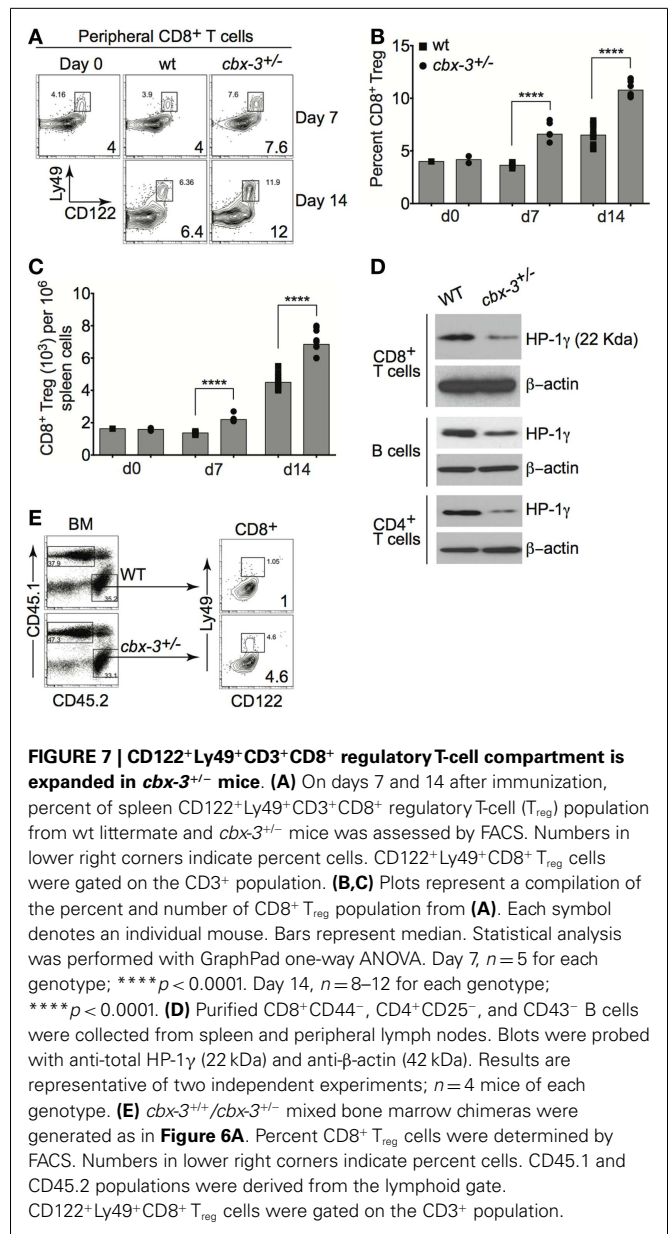 A
Peripheral CD8+ T cells
Day 0 wt cbx-3+/-
4.16
4
3.9
4
7.6
7.6
Day 7
Ly49
CD122
6.36
6.4
11.9
12
Day 14
B
wt
cbx-3+/-
Percent CD8+ Treg
15
10
5
0
****
****
d0 d7 d14
C
CD8+ Treg (10³) per 10⁶
spleen cells
10
8
6
4
2
0
****
****
d0 d7 d14
D
WT cbx-3+/-
CD8+
T cells
HP-1γ (22 Kda)
β–actin
B cells
HP-1γ
β–actin
CD4+
T cells
HP-1γ
β–actin
E
BM
CD8+
37.9
35.2
WT
1.05
1
47.3
33.1
cbx-3+/-
4.6
4.6
CD45.1
CD45.2
Ly49
CD122
FIGURE 7 | CD122+Ly49+CD3+CD8+ regulatory T-cell compartment is
expanded in cbx-3+/− mice. (A) On days 7 and 14 after immunization,
percent of spleen CD122+Ly49+CD3+CD8+ regulatory T-cell (Treg) population
from wt littermate and cbx-3+/− mice was assessed by FACS. Numbers in
lower right corners indicate percent cells. CD122+Ly49+CD8+ Treg cells
were gated on the CD3+ population. (B,C) Plots represent a compilation of
the percent and number of CD8+ Treg population from (A). Each symbol
denotes an individual mouse. Bars represent median. Statistical analysis
was performed with GraphPad one-way ANOVA. Day 7, n = 5 for each
genotype; ****p < 0.0001. Day 14, n = 8–12 for each genotype;
****p < 0.0001. (D) Purified CD8+CD44−, CD4+CD25−, and CD43− B cells
were collected from spleen and peripheral lymph nodes. Blots were probed
with anti-total HP-1γ (22 kDa) and anti-β-actin (42 kDa). Results are
representative of two independent experiments; n = 4 mice of each
genotype. (E) cbx-3+/+/cbx-3+/− mixed bone marrow chimeras were
generated as in Figure 6A. Percent CD8+ Treg cells were determined by
FACS. Numbers in lower right corners indicate percent cells. CD45.1 and
CD45.2 populations were derived from the lymphoid gate.
CD122+Ly49+CD8+ Treg cells were gated on the CD3+ population.